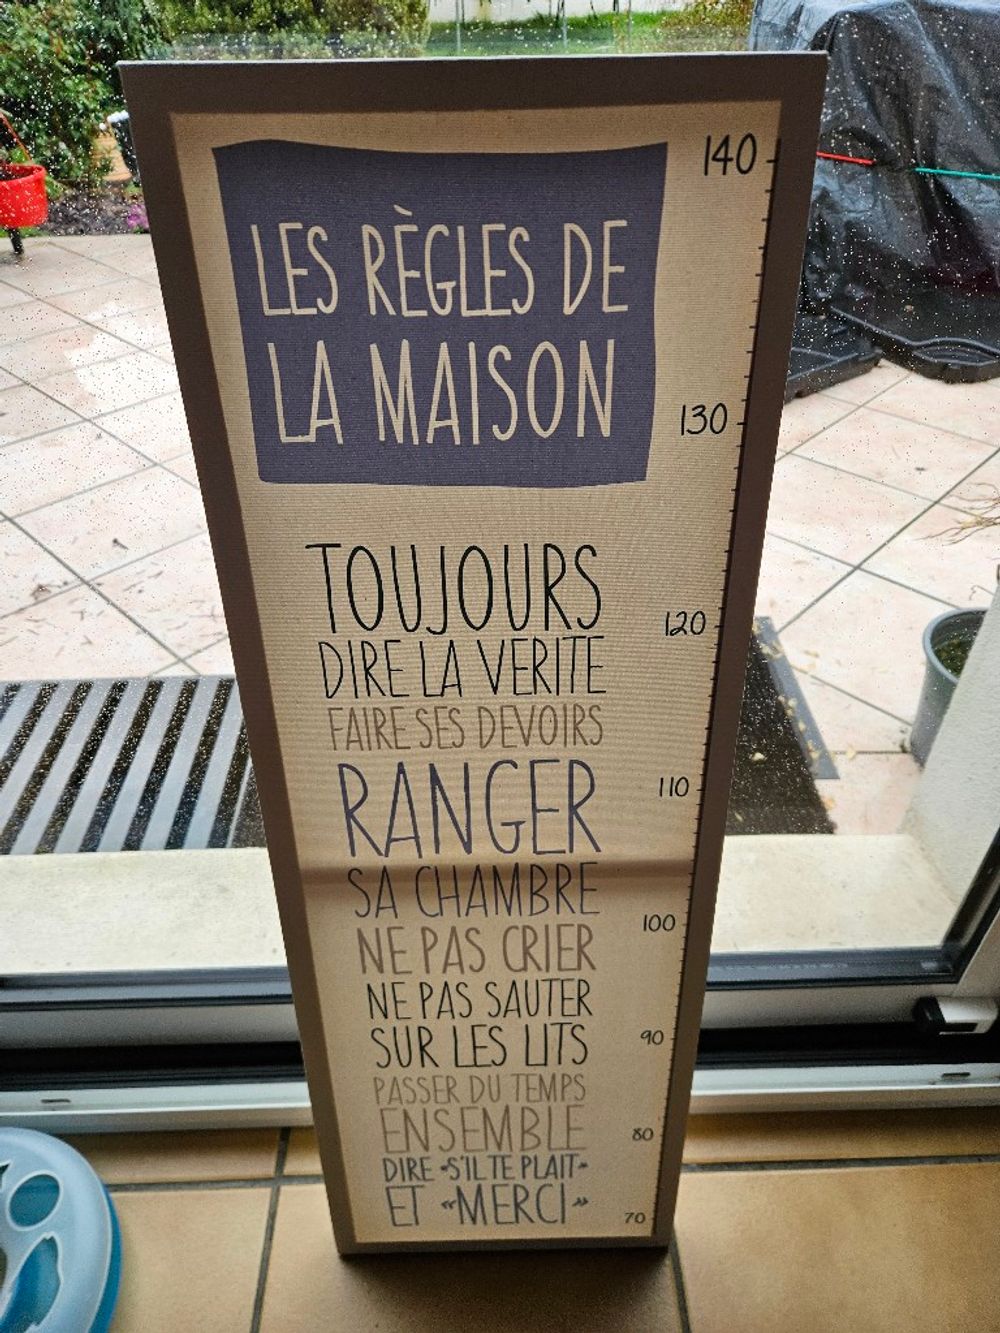 LES RÈGLES DE
LA MAISON
TOUJOURS
DIRE LA VERITE
FAIRE SES DEVOIRS
RANGER
SA CHAMBRE
NE PAS CRIER
NE PAS SAUTER
SUR LES LITS
PASSER DU TEMPS
ENSEMBLE
DIRE «S'IL TE PLAIT»
ET «MERCI»
140
130
120
110
100
90
80
70